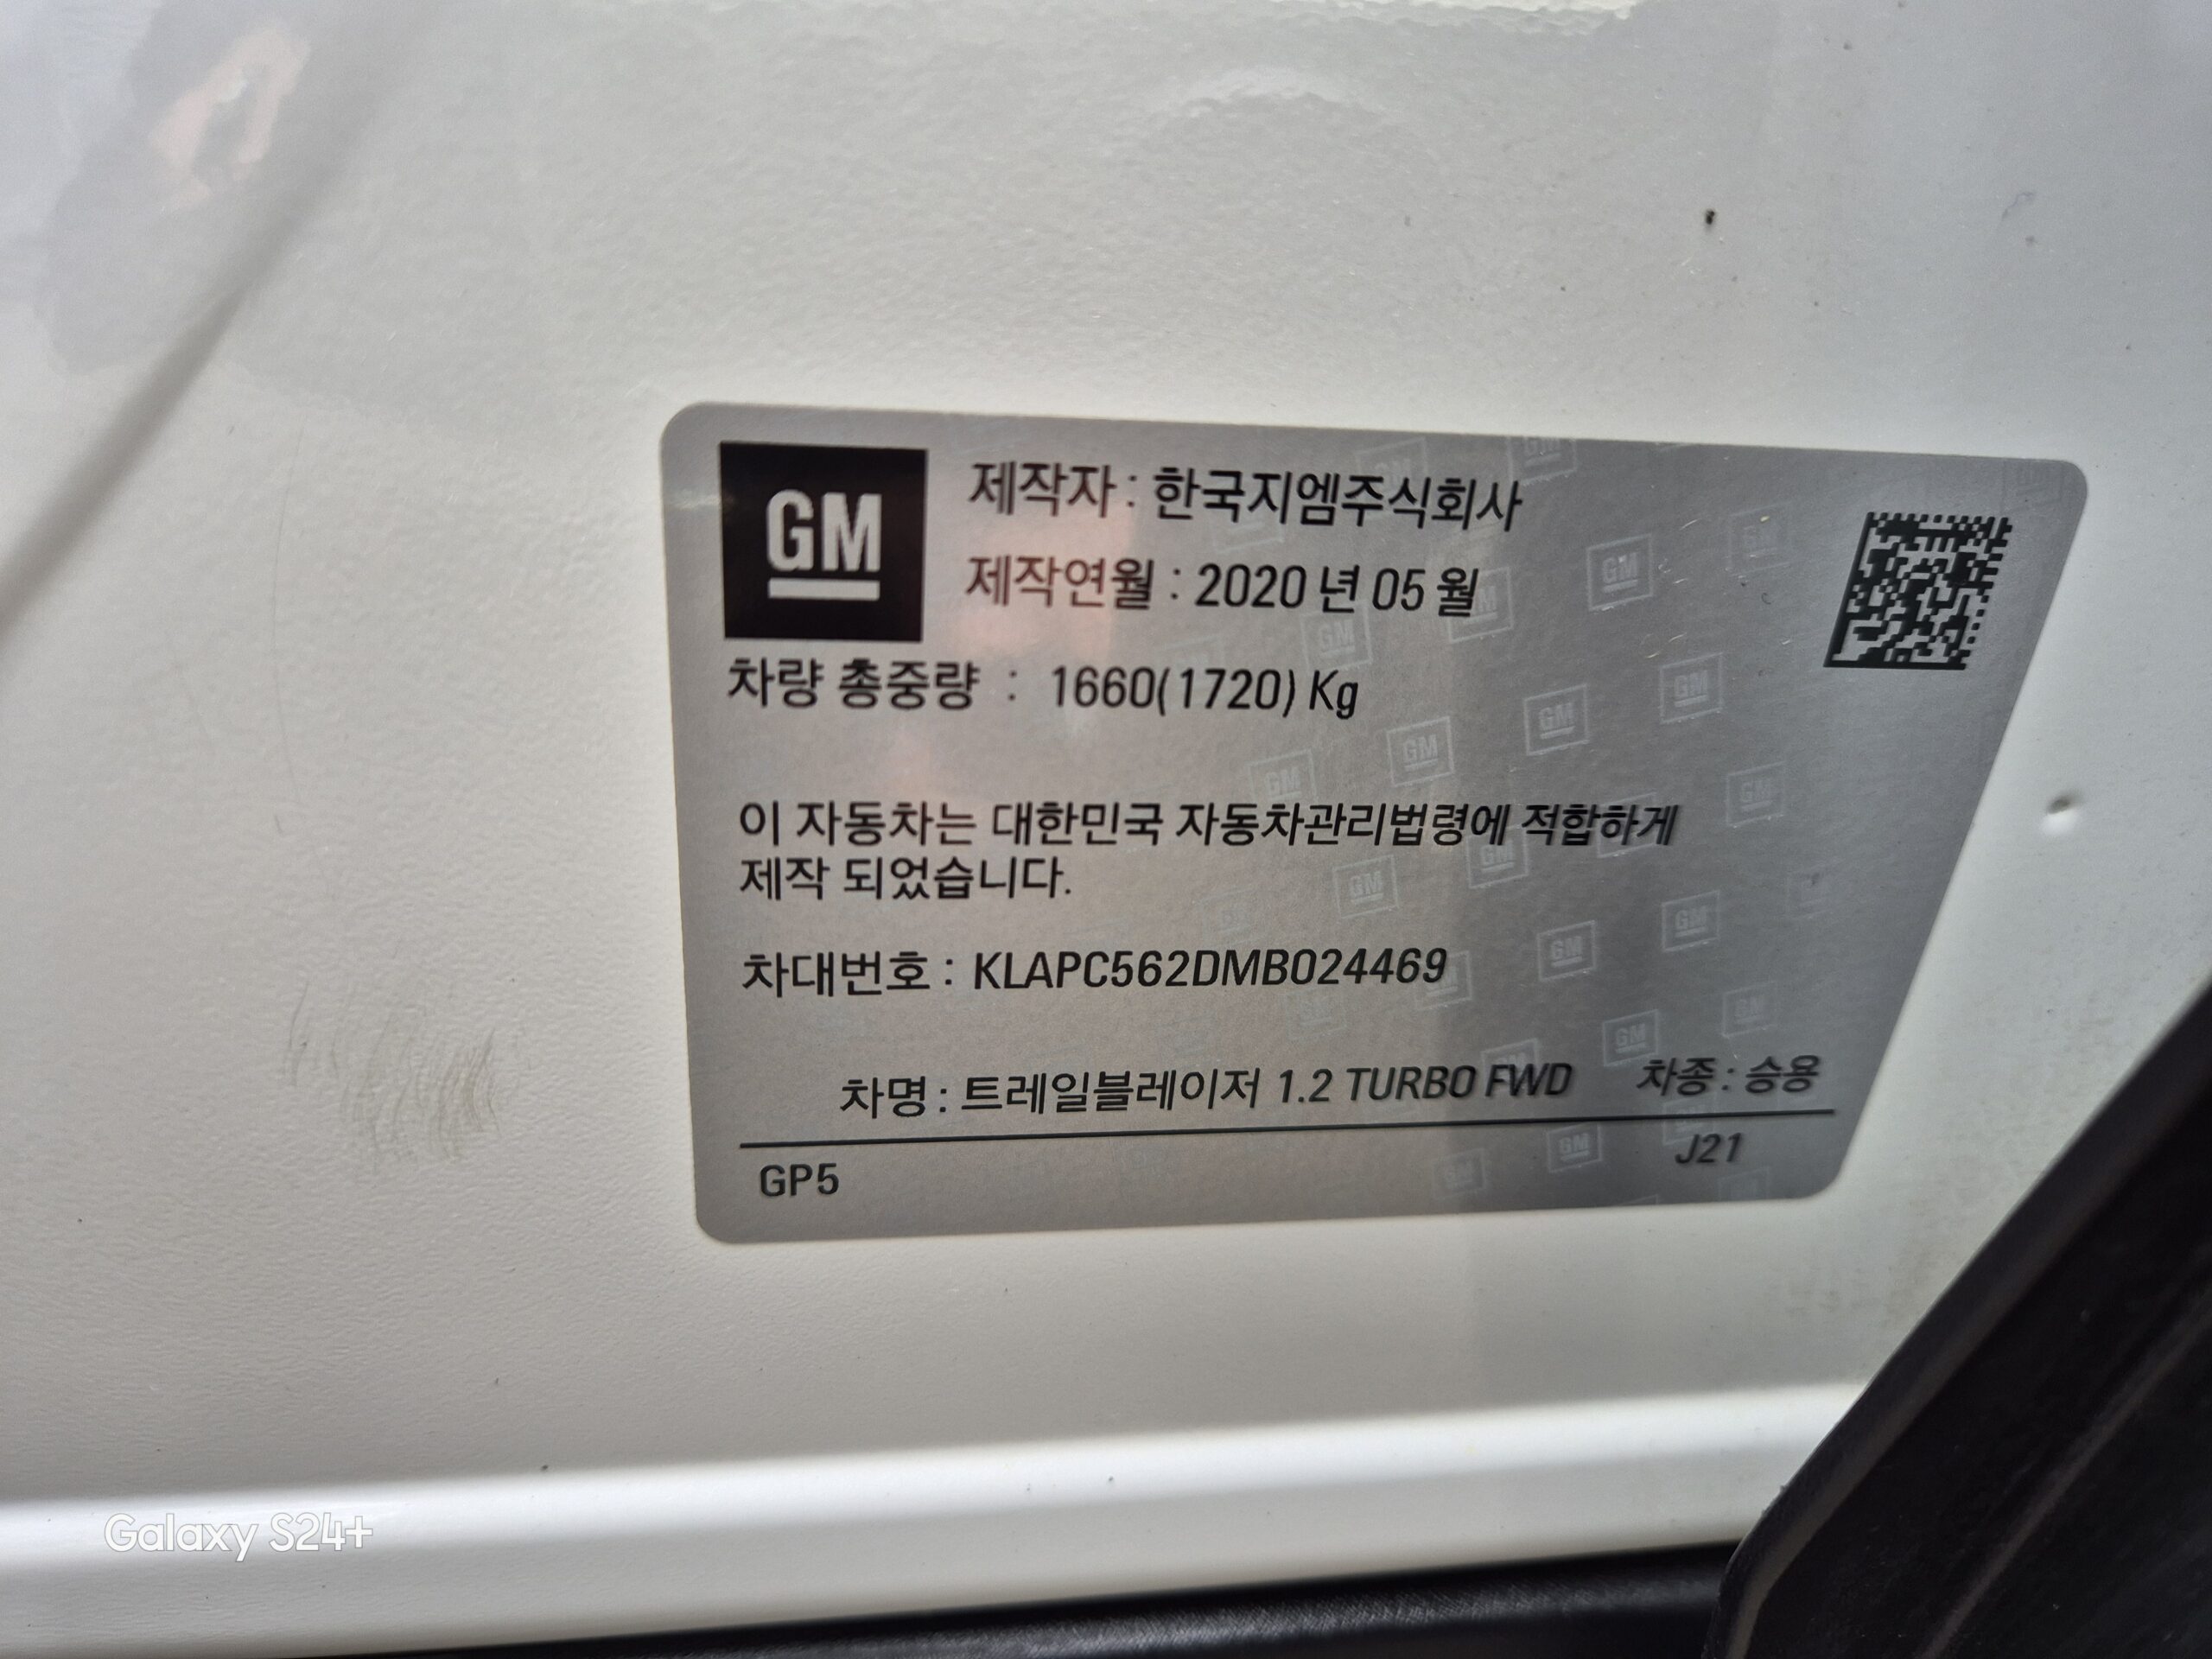 GM
제작자 : 한국지엠주식회사
제작연월 : 2020 년 05 월
차량 총중량 : 1660(1720) Kg
이 자동차는 대한민국 자동차관리법령에 적합하게
제작 되었습니다.
차대번호 : KLAPC562DMB024469
차명 : 트레일블레이저 1.2 TURBO FWD 차종 : 승용
GP5 J21
Galaxy S24+